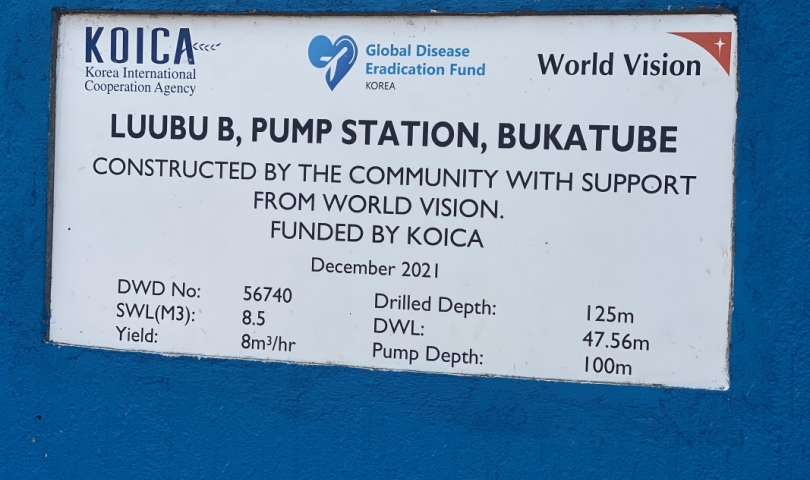 KOICA
Korea International
Cooperation Agency
Global Disease
Eradication Fund
KOREA
World Vision
LUUBU B, PUMP STATION, BUKATUBE
CONSTRUCTED BY THE COMMUNITY WITH SUPPORT
FROM WORLD VISION.
FUNDED BY KOICA
December 2021
DWD No: 56740
SWL(M3): 8.5
Yield: 8m³/hr
Drilled Depth: 125m
DWL: 47.56m
Pump Depth: 100m